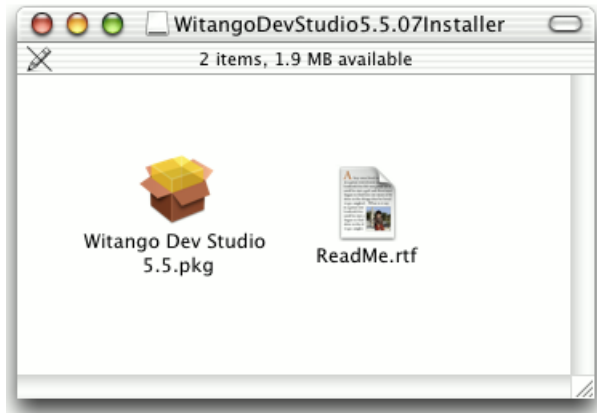 WitangoDevStudio5.5.07Installer
2 items, 1.9 MB available
Witango Dev Studio
5.5.pkg
ReadMe.rtf